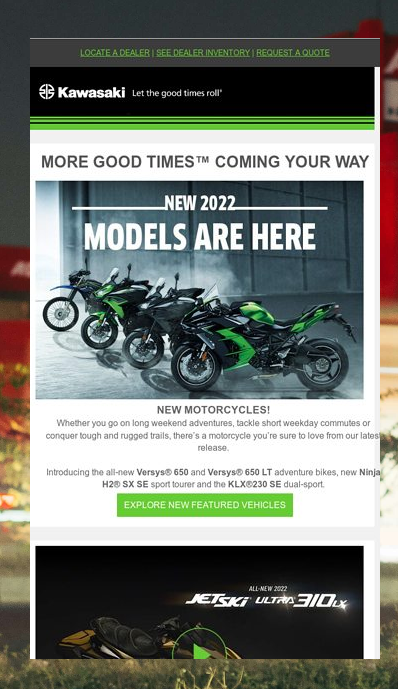 LOCATE A DEALER | SEE DEALER INVENTORY | REQUEST A QUOTE
Kawasaki Let the good times roll®
MORE GOOD TIMES™ COMING YOUR WAY
NEW 2022
MODELS ARE HERE
NEW MOTORCYCLES!
Whether you go on long weekend adventures, tackle short weekday commutes or
conquer tough and rugged trails, there's a motorcycle you're sure to love from our latest
release.
Introducing the all-new Versys® 650 and Versys® 650 LT adventure bikes, new Ninja
H2® SX SE sport tourer and the KLX®230 SE dual-sport.
EXPLORE NEW FEATURED VEHICLES
ALL-NEW 2022
JETSKI ULTRA 310LX